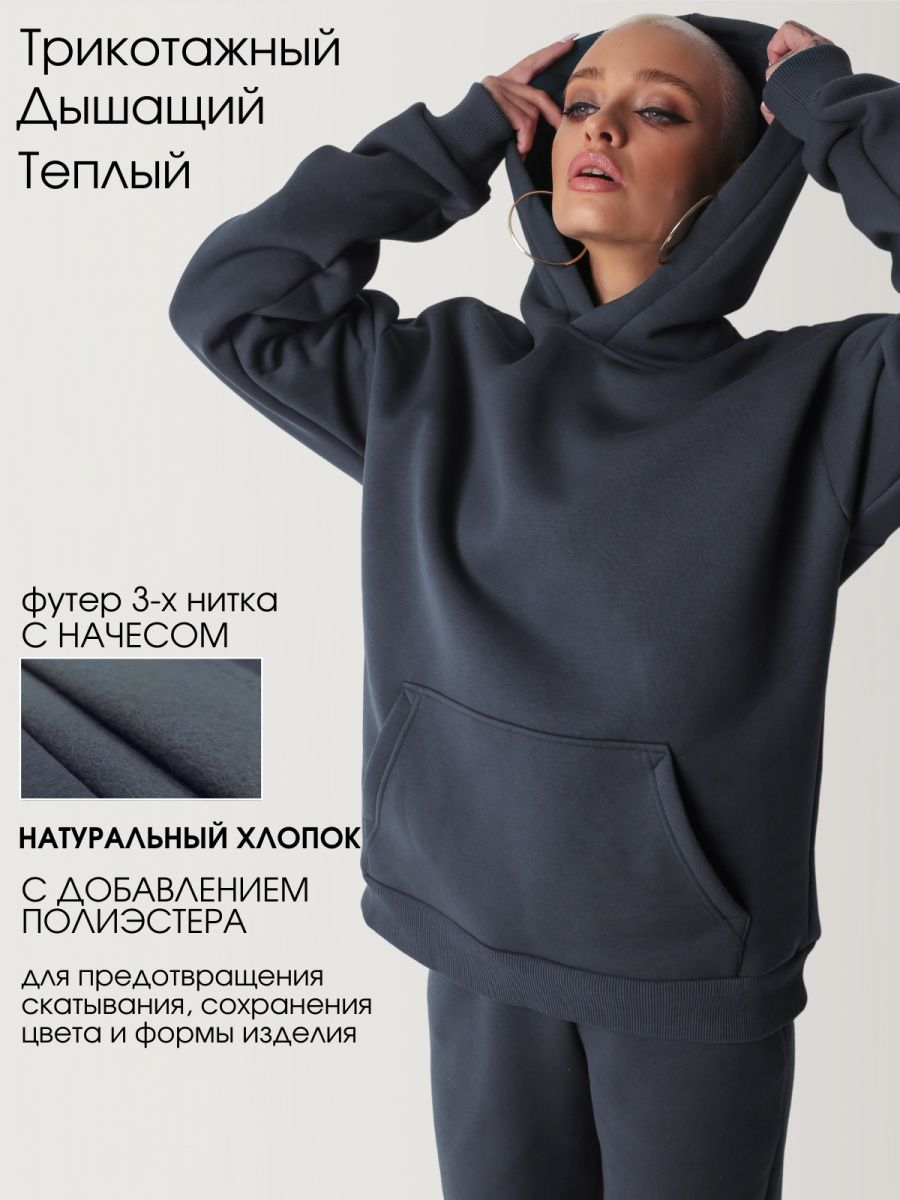 Трикотажный
Дышащий
Теплый
футер 3-х нитка
С НАЧЕСОМ
НАТУРАЛЬНЫЙ ХЛОПОК
С ДОБАВЛЕНИЕМ
ПОЛИЭСТЕРА
для предотвращения
скатывания, сохранения
цвета и формы изделия